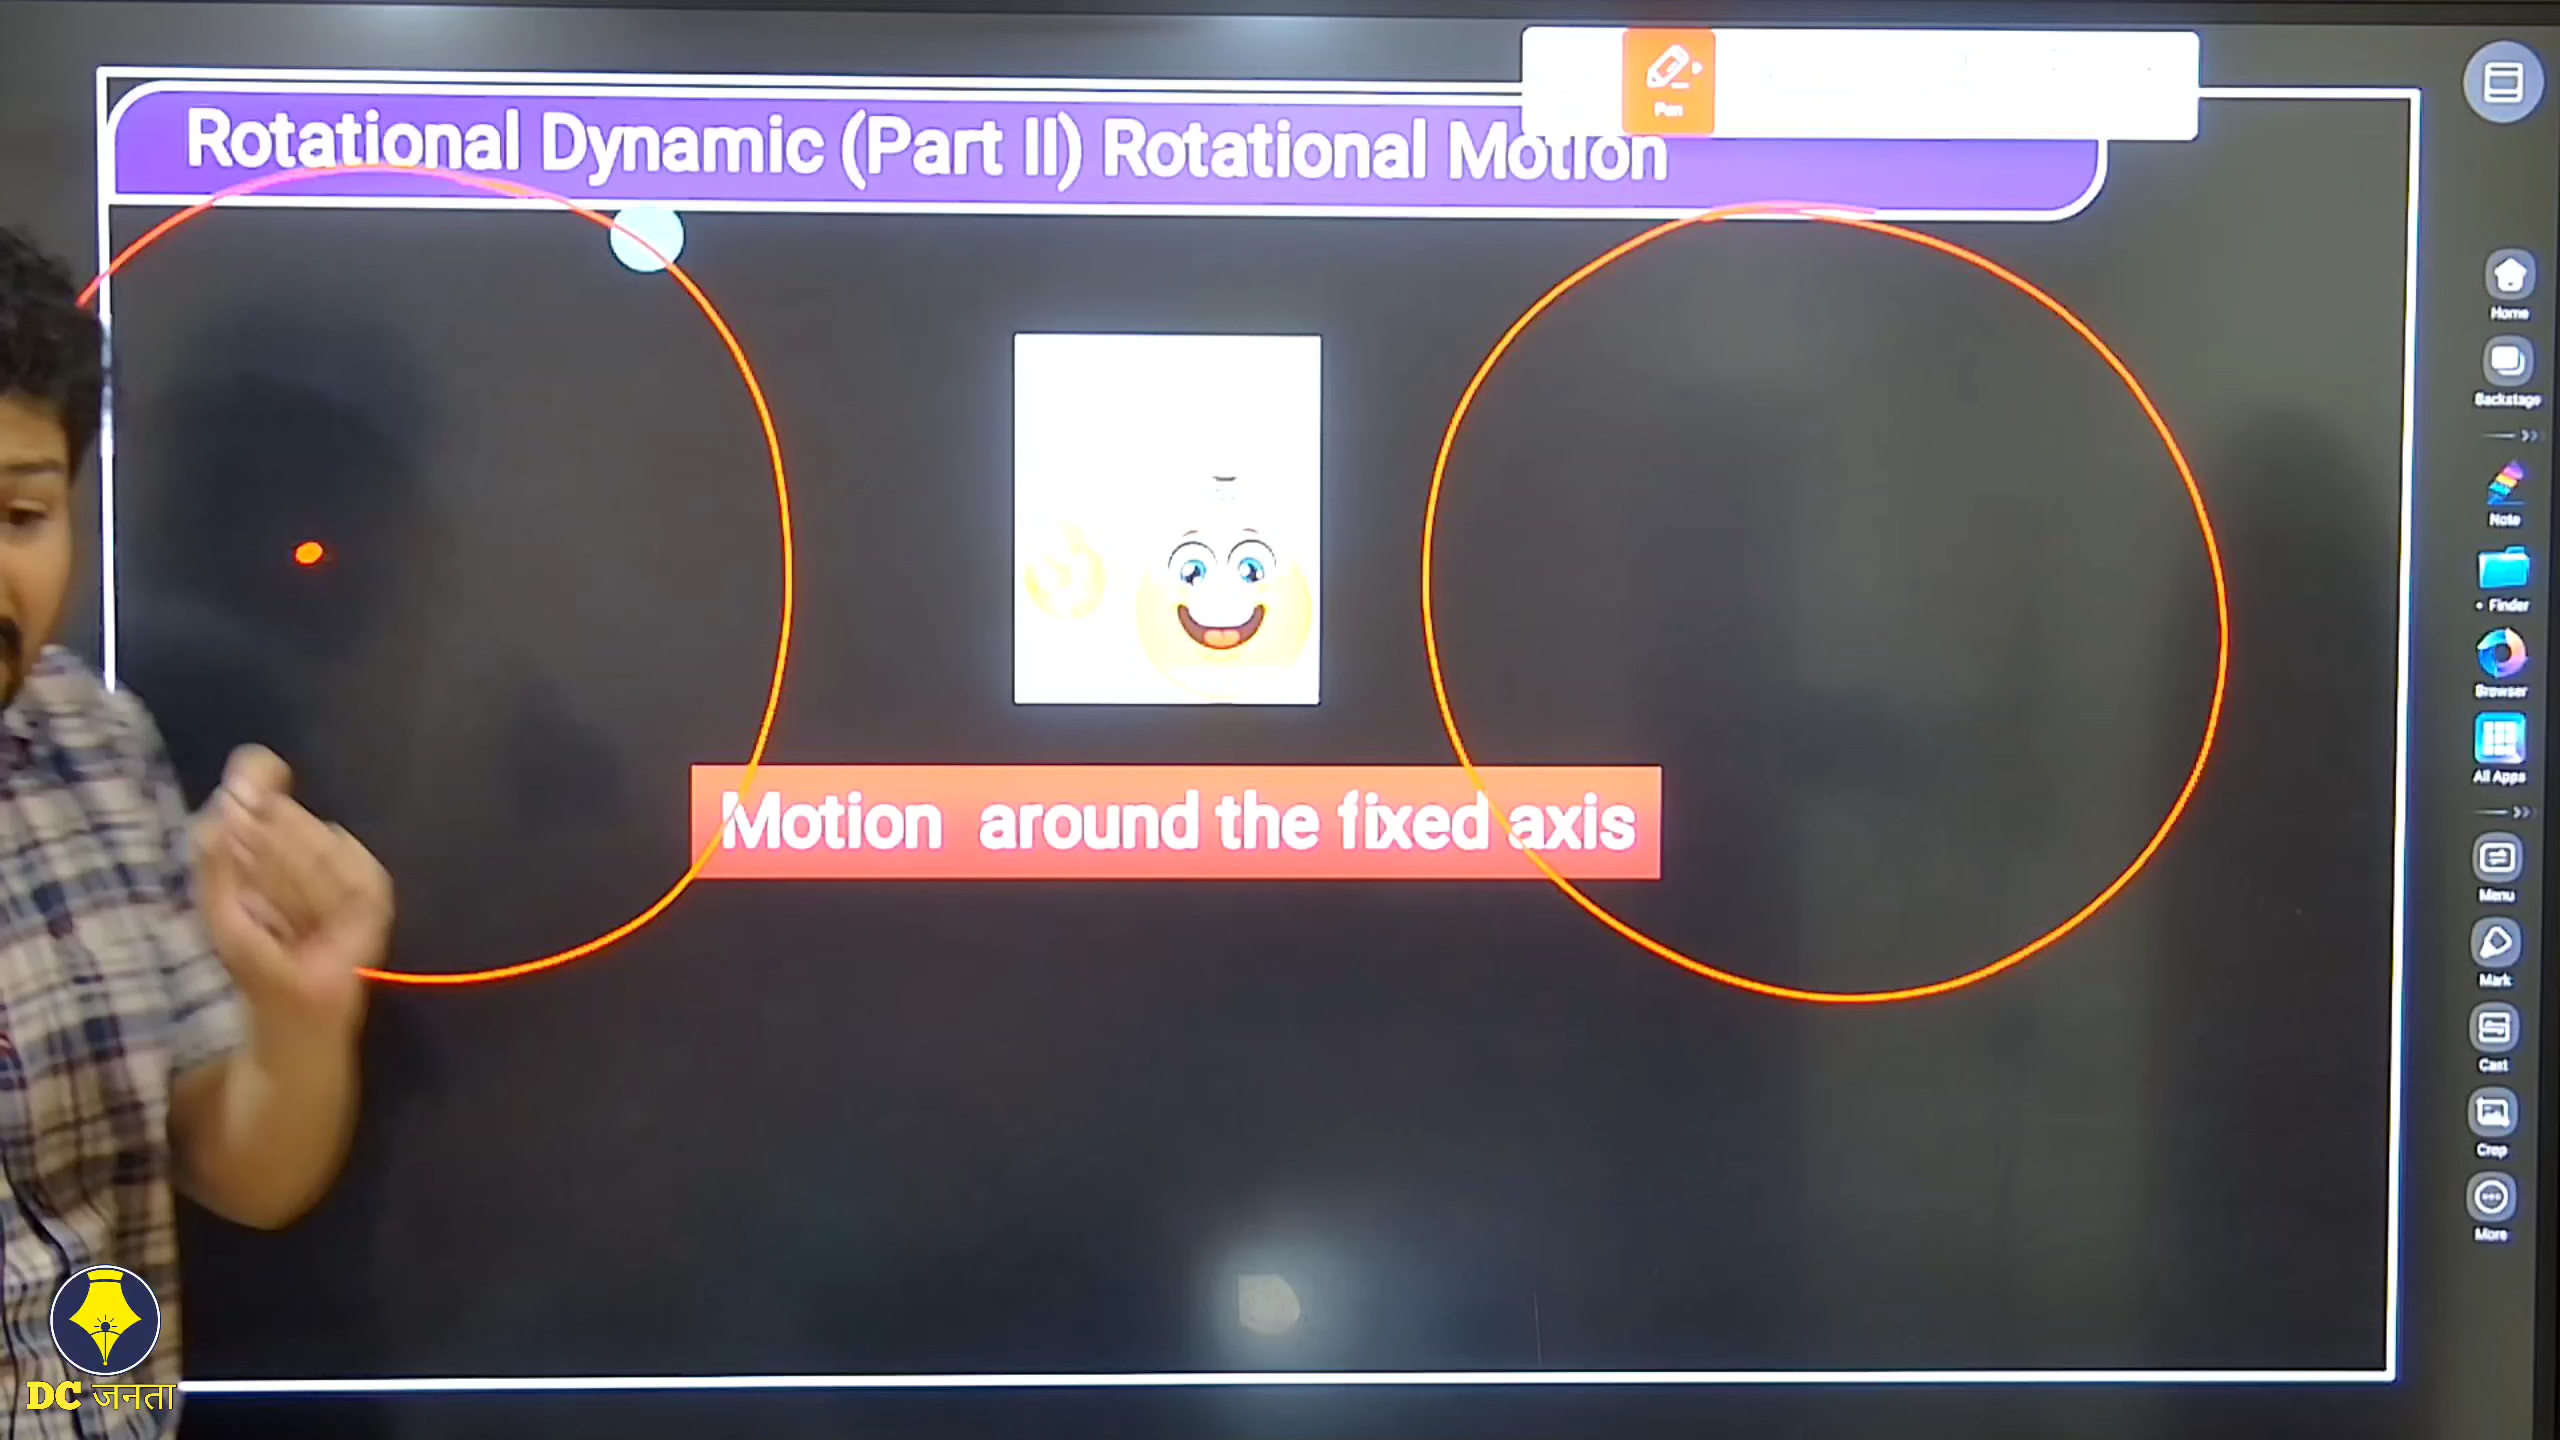 Rotational Dynamic (Part II) Rotational Motion
Pen
Motion around the fixed axis
Home
Backstage
Note
Finder
Browser
All Apps
Menu
Mark
Cast
Crop
More
DC जनता